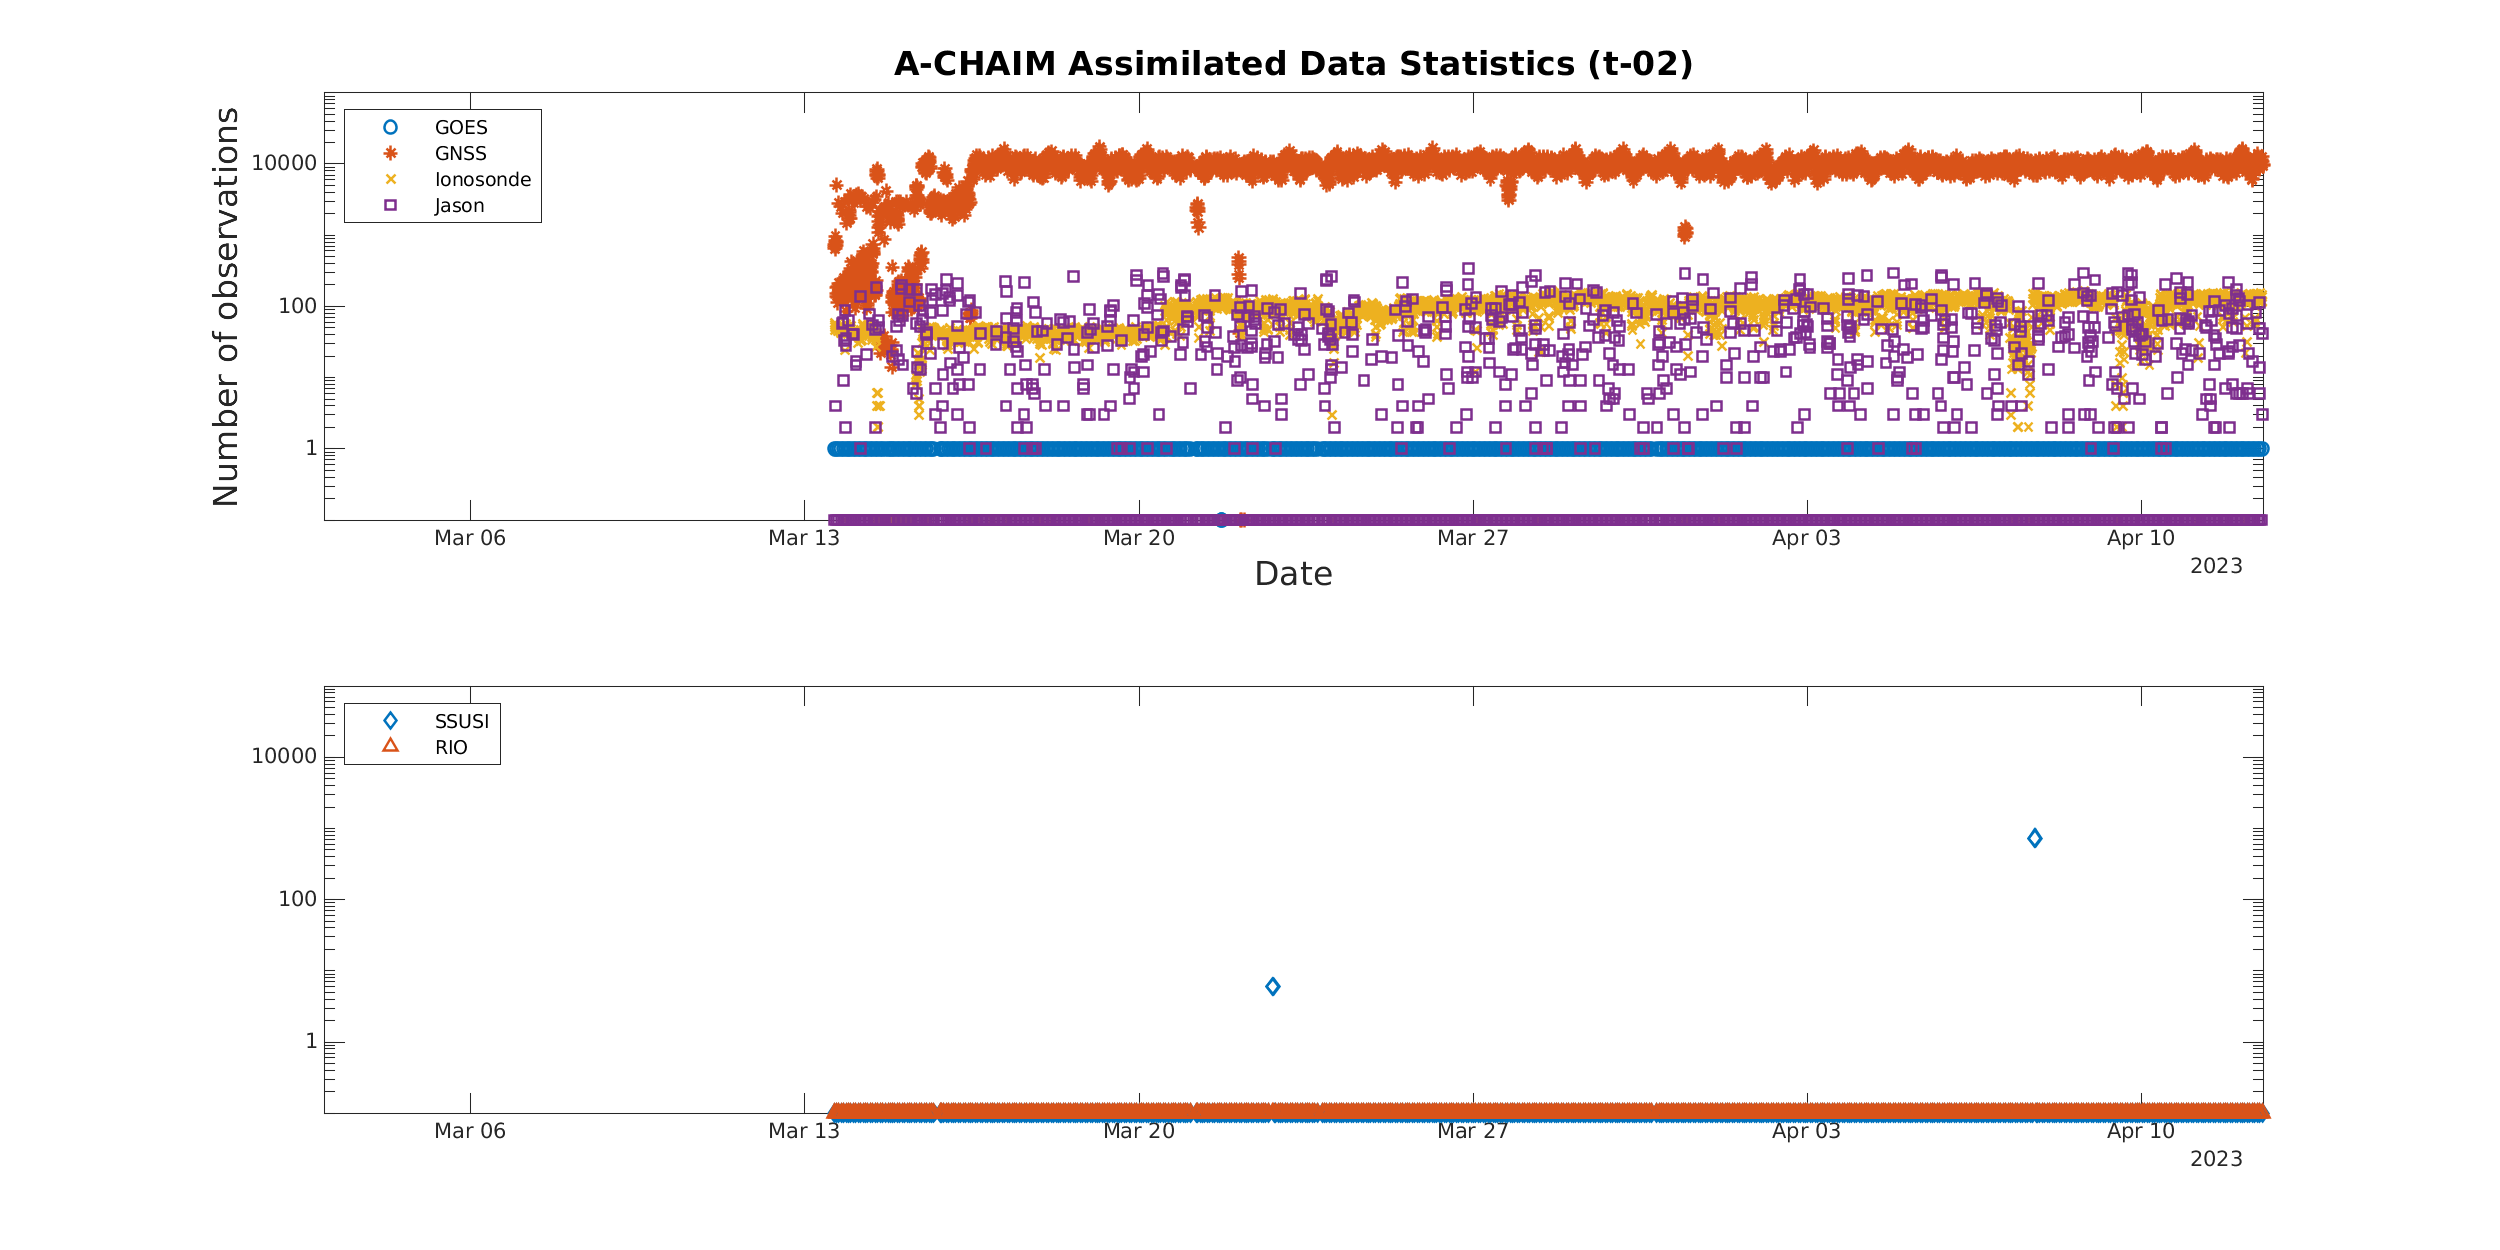 A-CHAIM Assimilated Data Statistics (t-02)
Number of observations
GOES
GNSS
Ionosonde
Jason
10000
100
1
Mar 06 Mar 13 Mar 20 Mar 27 Apr 03 Apr 10
2023
Date
SSUSI
RIO
10000
100
1
Mar 06 Mar 13 Mar 20 Mar 27 Apr 03 Apr 10
2023